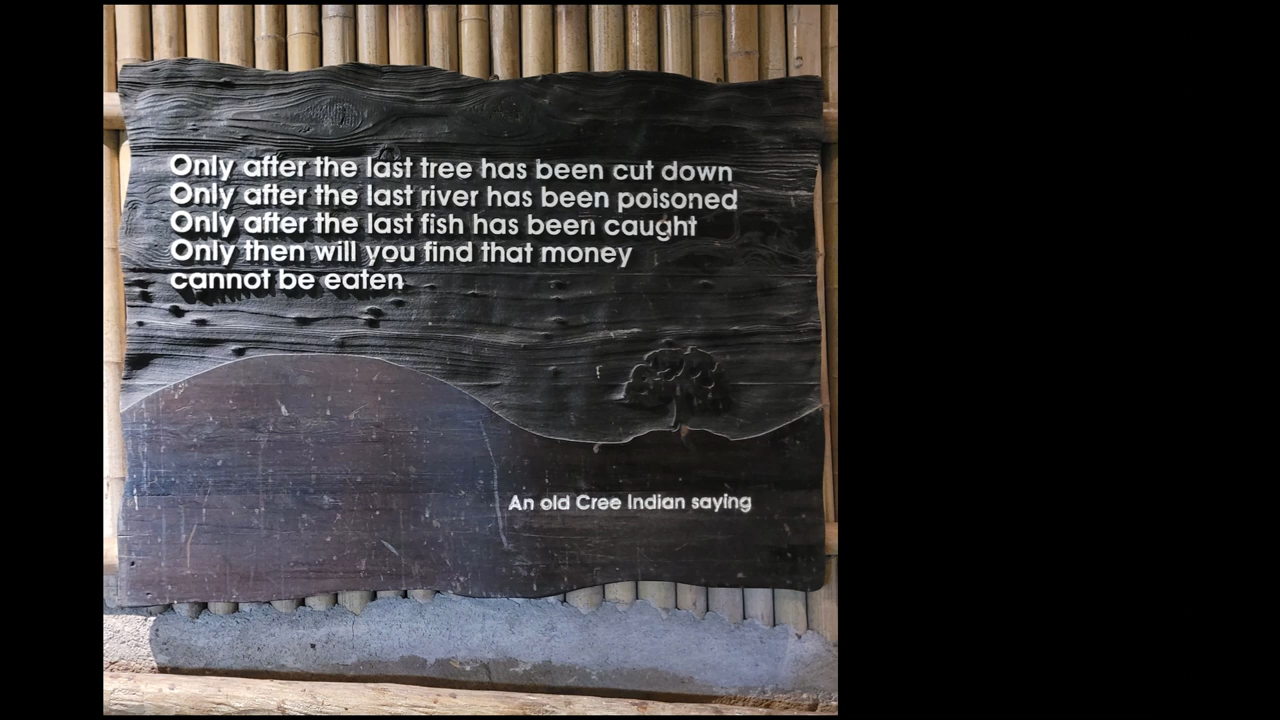 Only after the last tree has been cut down
Only after the last river has been poisoned
Only after the last fish has been caught
Only then will you find that money
cannot be eaten
An old Cree Indian saying